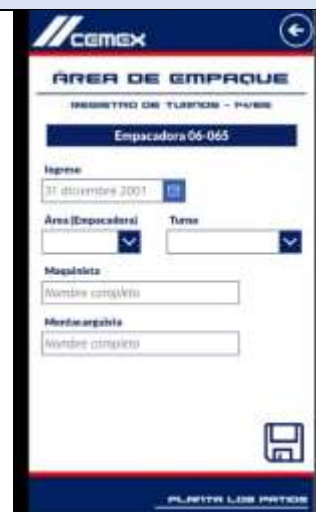 CEMEX
ÁREA DE EMPAQUE
REGISTRO DE TURNOS -
Empacadora 06-065
Ingreso
31 diciembre 2001
Área (Empacadora) Turno
Maquinista
Nombre completo
Montacarguista
Nombre completo
PLANTA LOS PATIOS